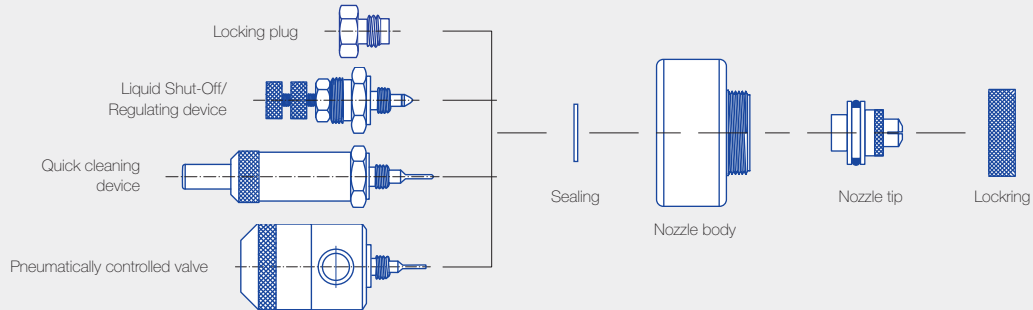 Locking plug
Liquid Shut-Off/
Regulating device
Quick cleaning
device
Pneumatically controlled valve
Sealing
Nozzle body
Nozzle tip
Lockring